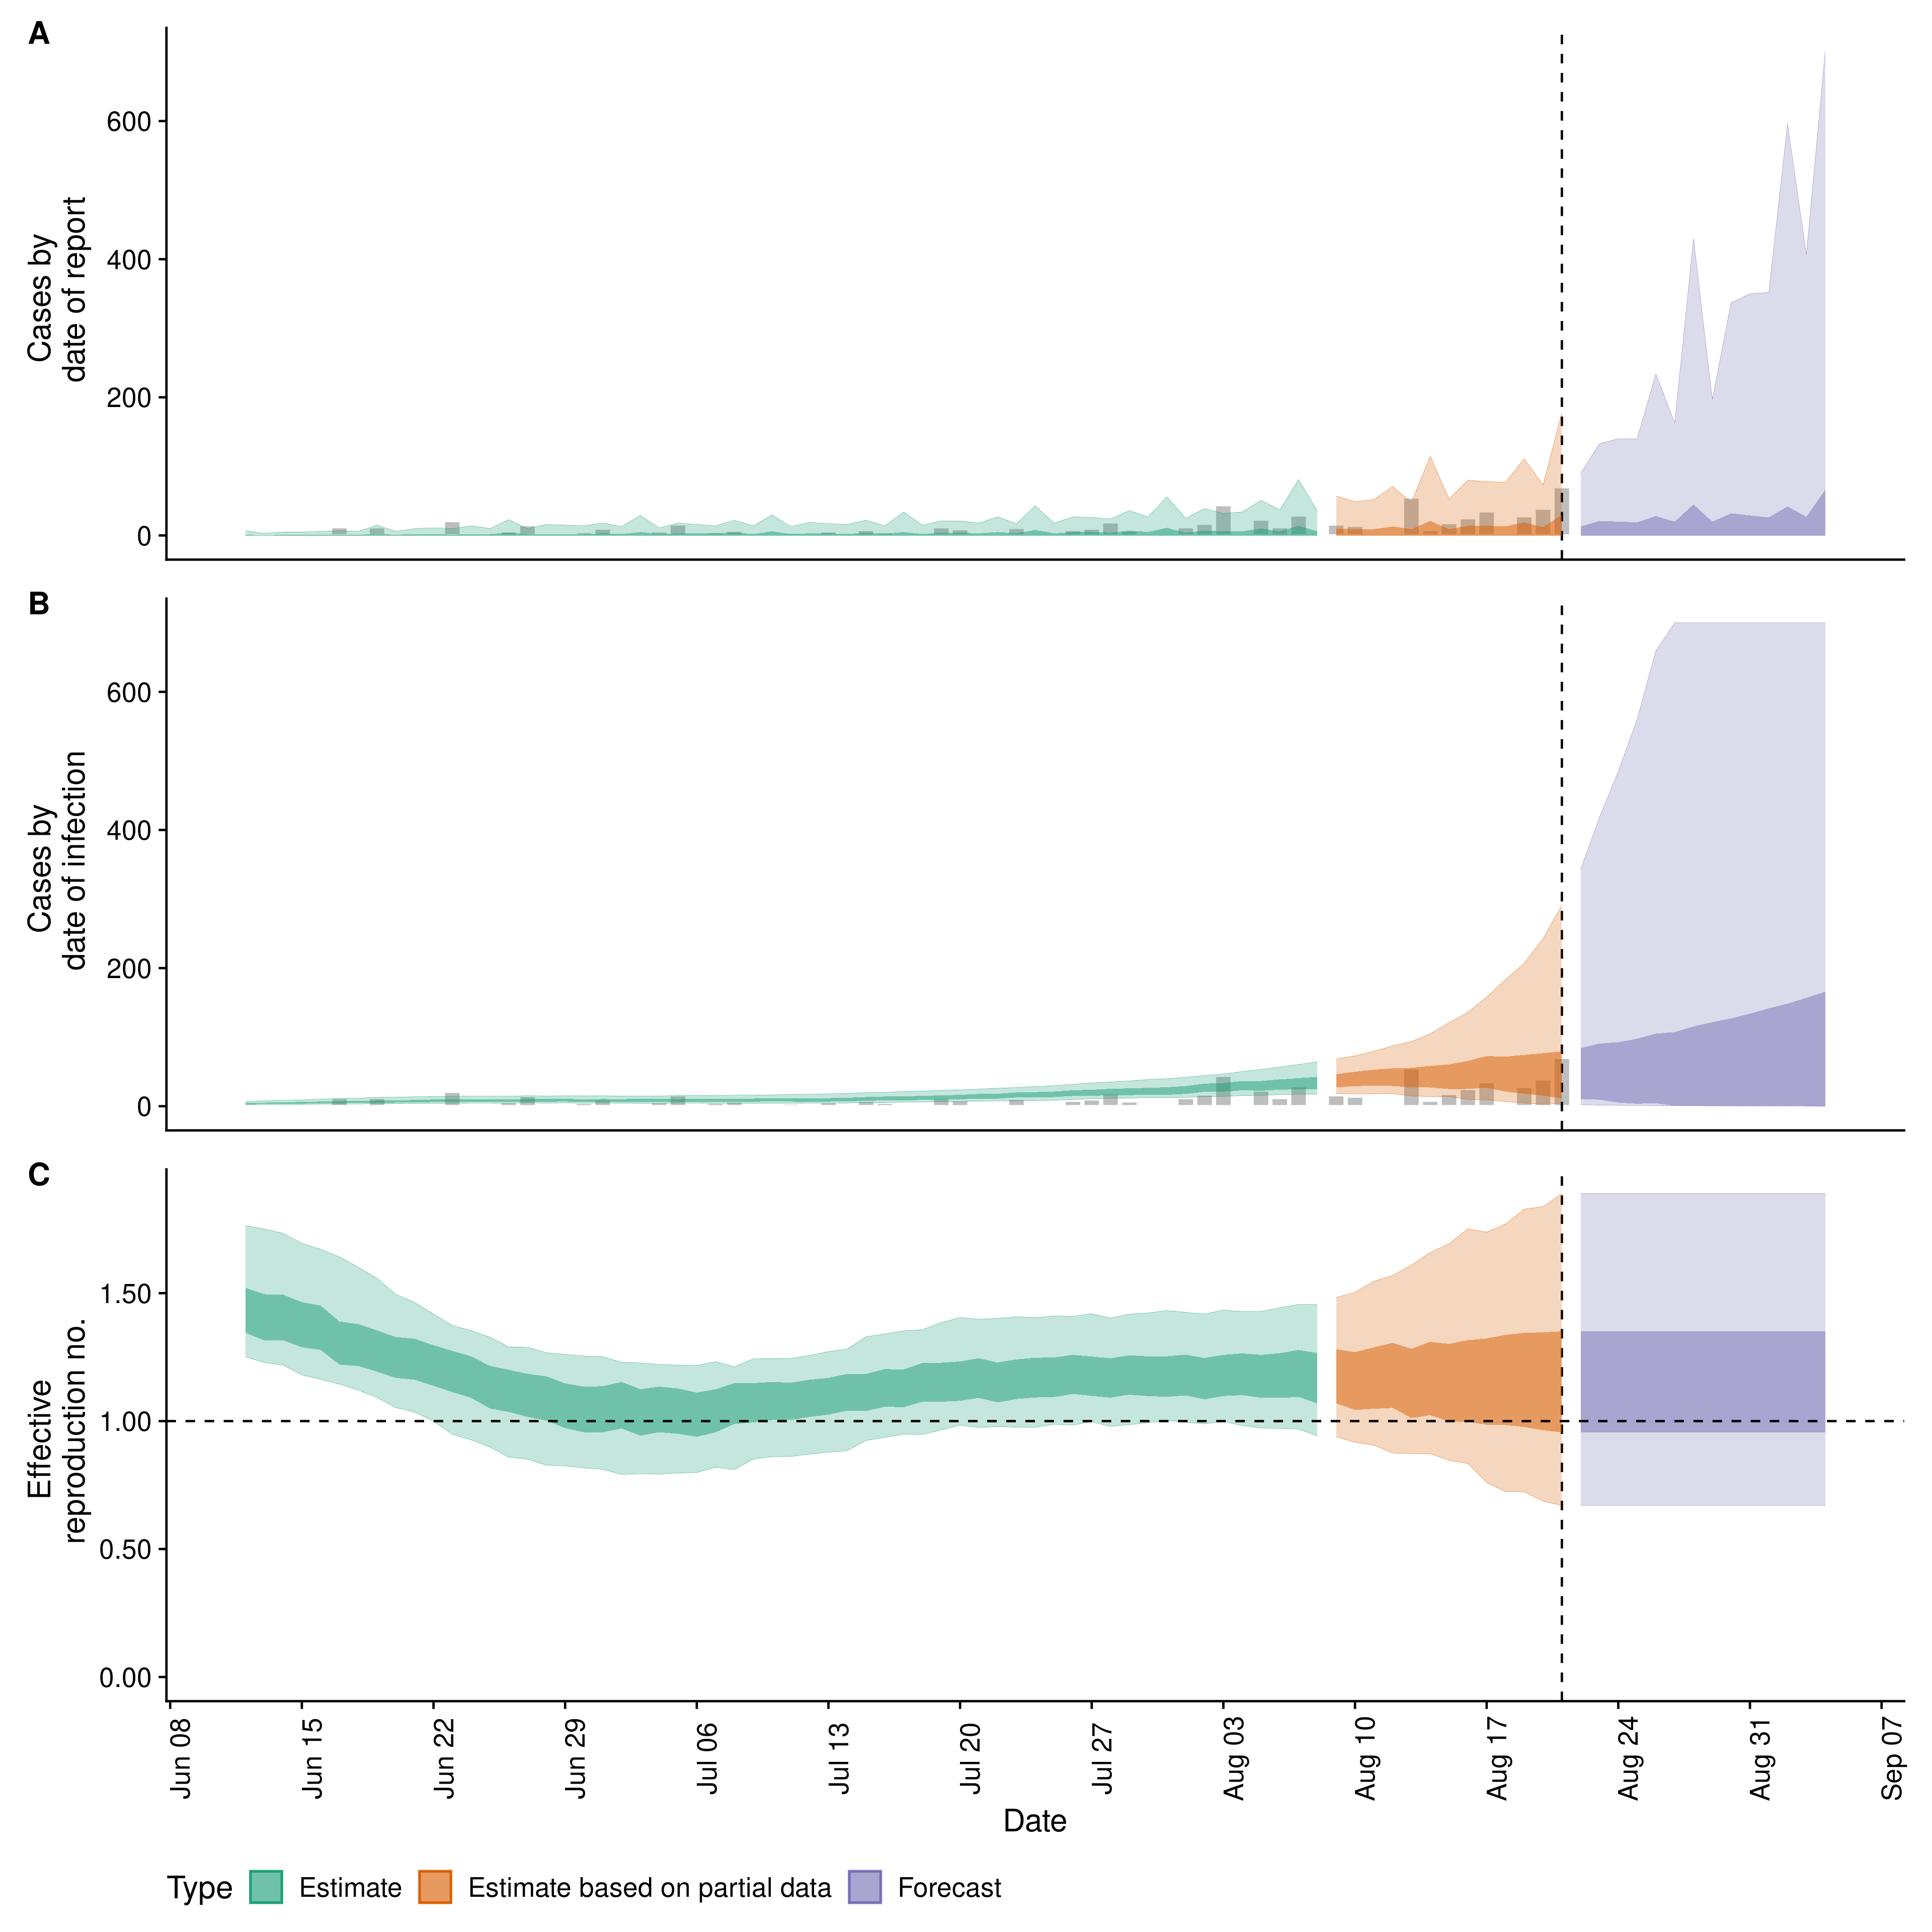 A
Cases by
date of report
600
400
200
0
B
Cases by
date of infection
600
400
200
0
C
Effective
reproduction no.
1.50
1.00
0.50
0.00
Jun 08
Jun 15
Jun 22
Jun 29
Jul 06
Jul 13
Jul 20
Jul 27
Aug 03
Aug 10
Aug 17
Aug 24
Aug 31
Sep 07
Date
Type Estimate Estimate based on partial data Forecast